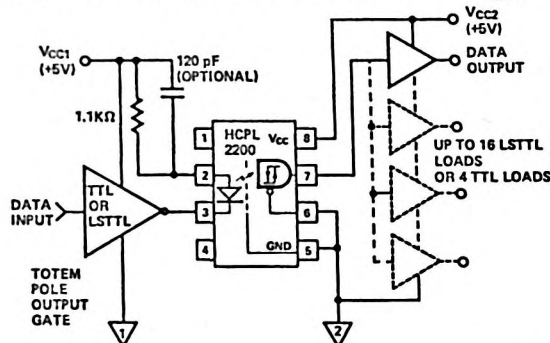 VCC1
(+5V)
120 pF
(OPTIONAL)
1.1KΩ
DATA
INPUT
TTL
OR
LSTTL
TOTEM
POLE
OUTPUT
GATE
1
1
2
3
4
HCPL
2200
VCC
GND
8
7
6
5
2
VCC2
(+5V)
DATA
OUTPUT
UP TO 16 LSTTL
LOADS
OR 4 TTL LOADS